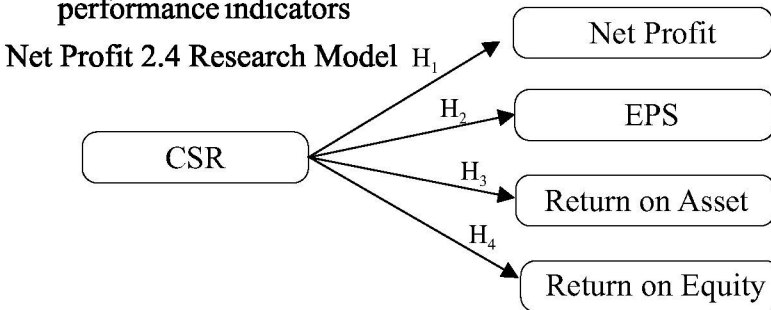 performance indicators
Net Profit 2.4 Research Model
H₁
Net Profit
H₂
EPS
CSR
H₃
Return on Asset
H₄
Return on Equity